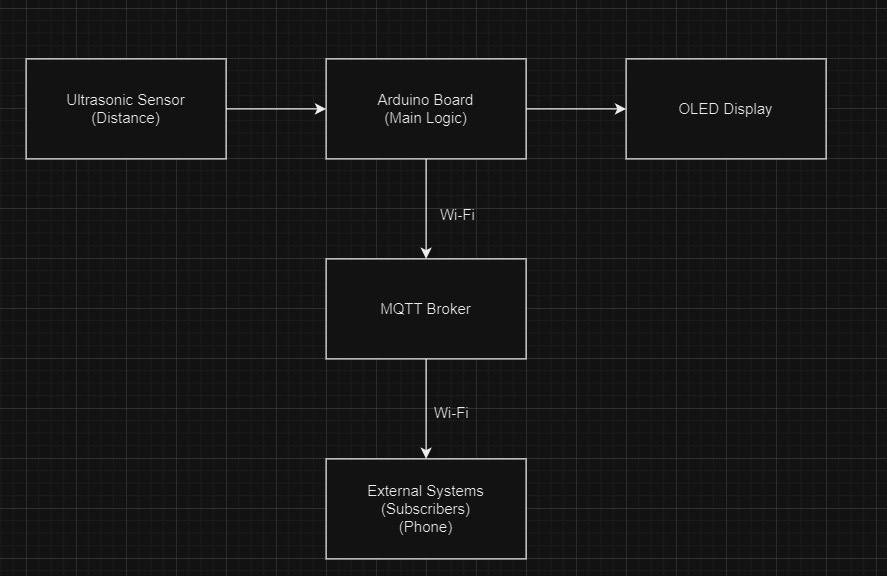 Ultrasonic Sensor
(Distance)
Arduino Board
(Main Logic)
OLED Display
Wi-Fi
MQTT Broker
Wi-Fi
External Systems
(Subscribers)
(Phone)